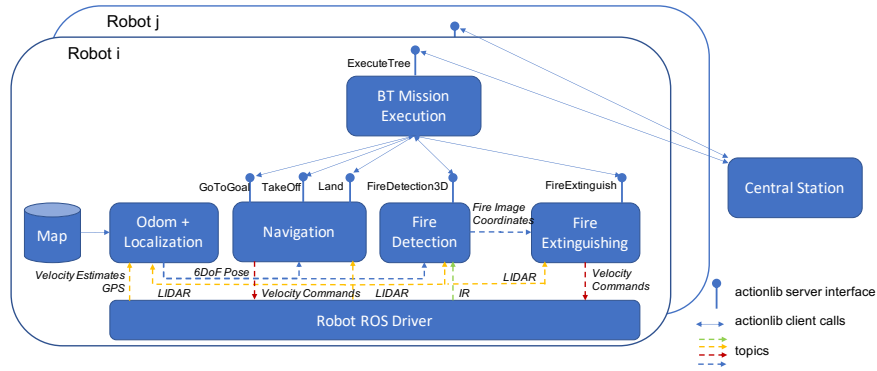 Robot j
Robot i
ExecuteTree
BT Mission
Execution
GoToGoal
TakeOff
Land
FireDetection3D
FireExtinguish
Central Station
Map
Odom +
Localization
Navigation
Fire
Detection
Fire Image
Coordinates
Fire
Extinguishing
Velocity Estimates
GPS
6DoF Pose
LIDAR
Velocity Commands
LIDAR
IR
LIDAR
Velocity
Commands
Robot ROS Driver
actionlib server interface
actionlib client calls
topics